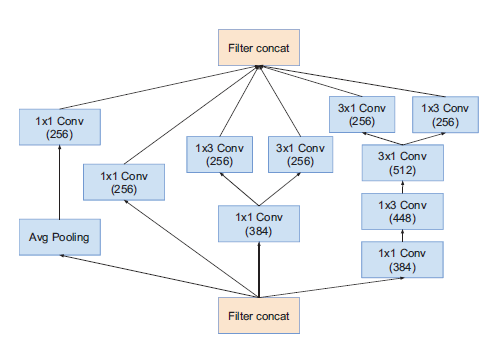 Filter concat
3x1 Conv
(256)
1x3 Conv
(256)
1x1 Conv
(256)
1x3 Conv
(256)
3x1 Conv
(256)
3x1 Conv
(512)
1x1 Conv
(256)
1x3 Conv
(448)
1x1 Conv
(384)
Avg Pooling
1x1 Conv
(384)
Filter concat